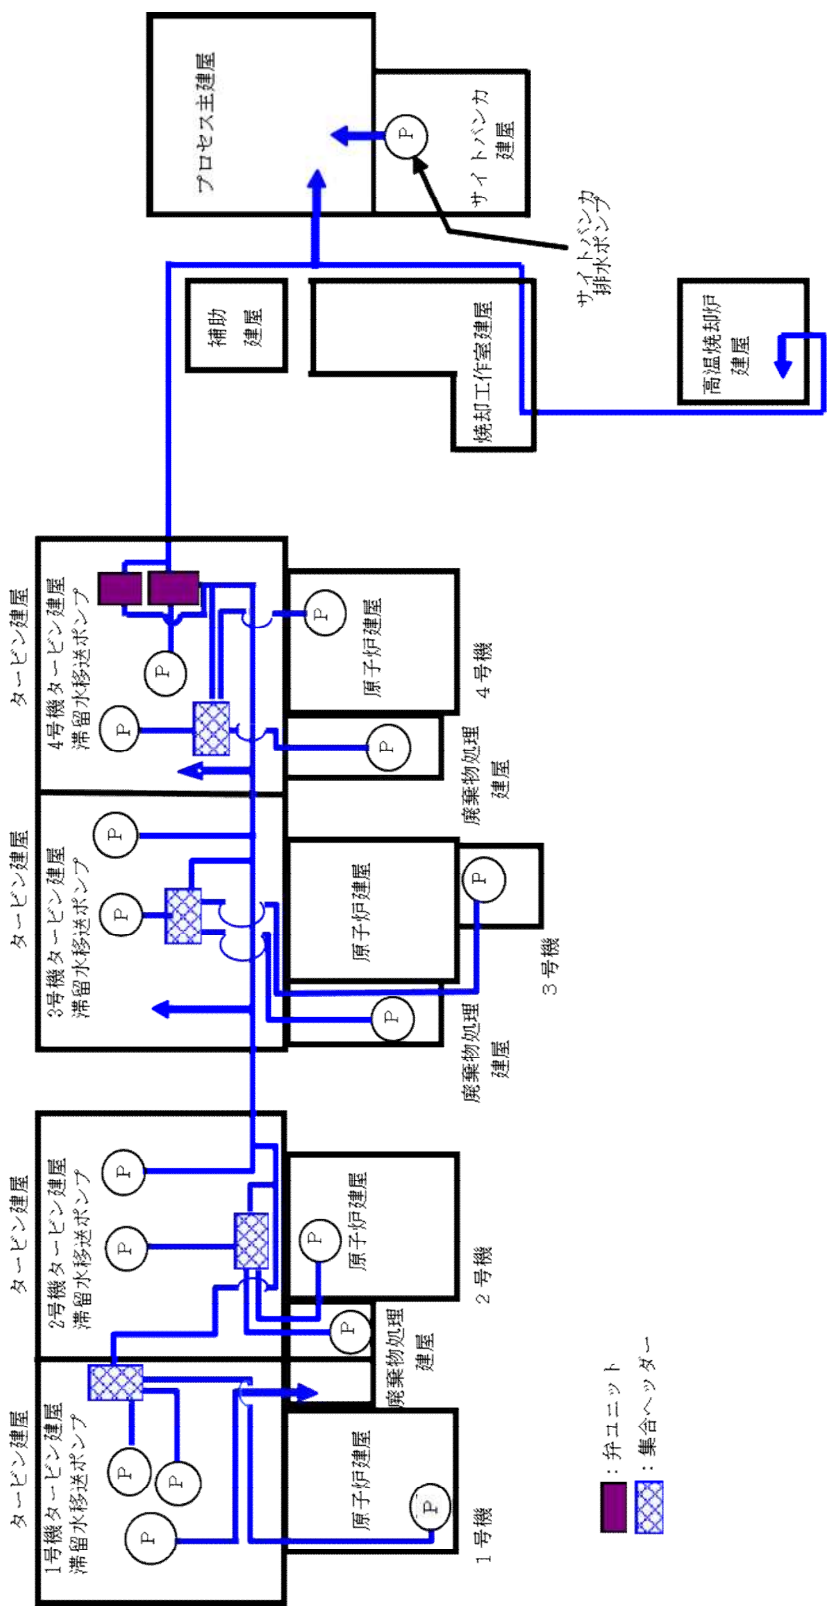 タービン建屋
1号機タービン建屋
滞留水移送ポンプ
P
P
P
原子炉建屋
P
1号機
タービン建屋
2号機タービン建屋
滞留水移送ポンプ
P
P
廃棄物処理
建屋
P
原子炉建屋
P
2号機
タービン建屋
3号機タービン建屋
滞留水移送ポンプ
P
P
廃棄物処理
建屋
P
原子炉建屋
P
3号機
タービン建屋
4号機タービン建屋
滞留水移送ポンプ
P
P
廃棄物処理
建屋
P
原子炉建屋
P
4号機
補助
建屋
焼却工作室建屋
プロセス主建屋
サイトバンカ
建屋
P
サイトバンカ
排水ポンプ
高温焼却炉
建屋
:弁ユニット
:集合ヘッダー